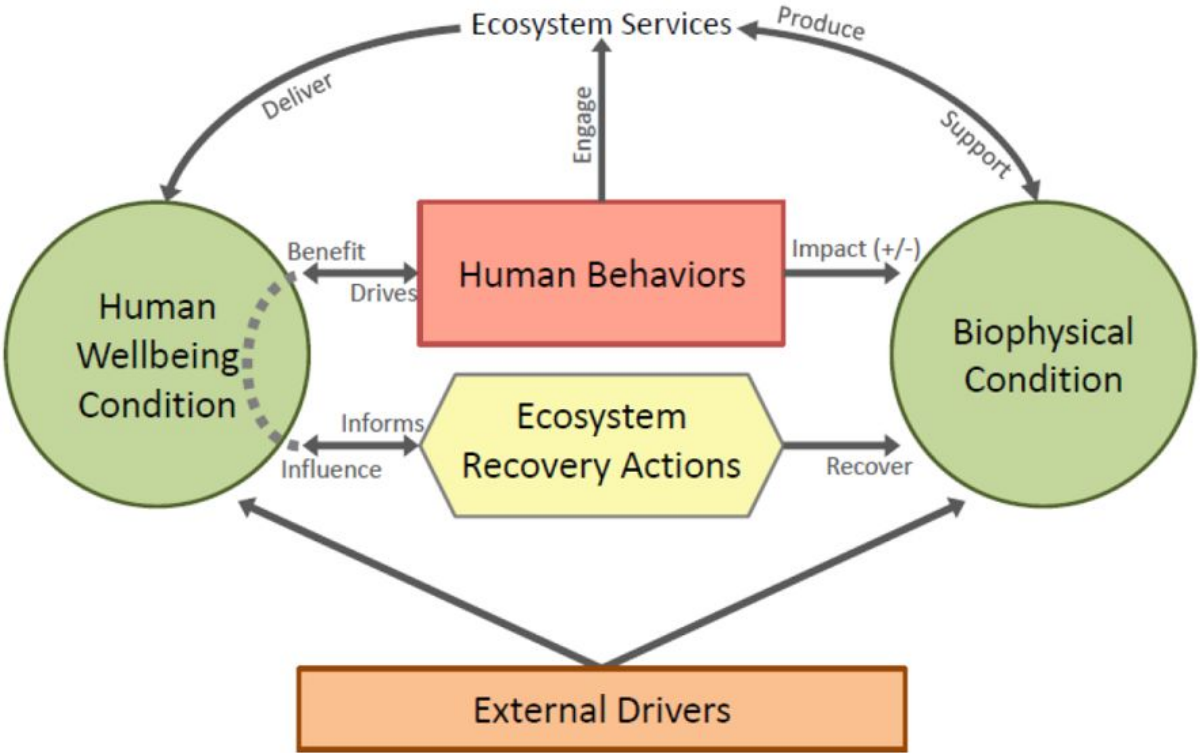 Ecosystem Services
Produce
Deliver
Support
Engage
Benefit
Drives
Human Behaviors
Impact (+/-)
Human
Wellbeing
Condition
Biophysical
Condition
Informs
Influence
Ecosystem
Recovery Actions
Recover
External Drivers